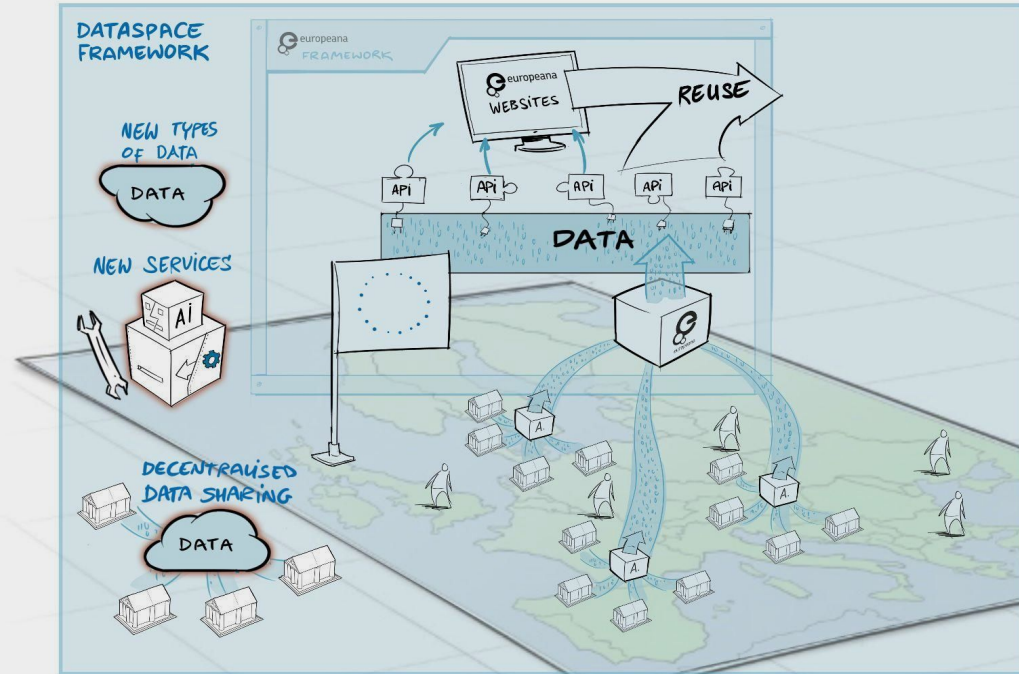 DATASPACE
FRAMEWORK
europeana
FRAMEWORK
europeana
WEBSITES
REUSE
NEW TYPES
OF DATA
DATA
API
API
API
API
API
DATA
NEW SERVICES
AI
europeana
A.
A.
A.
DECENTRALISED
DATA SHARING
DATA